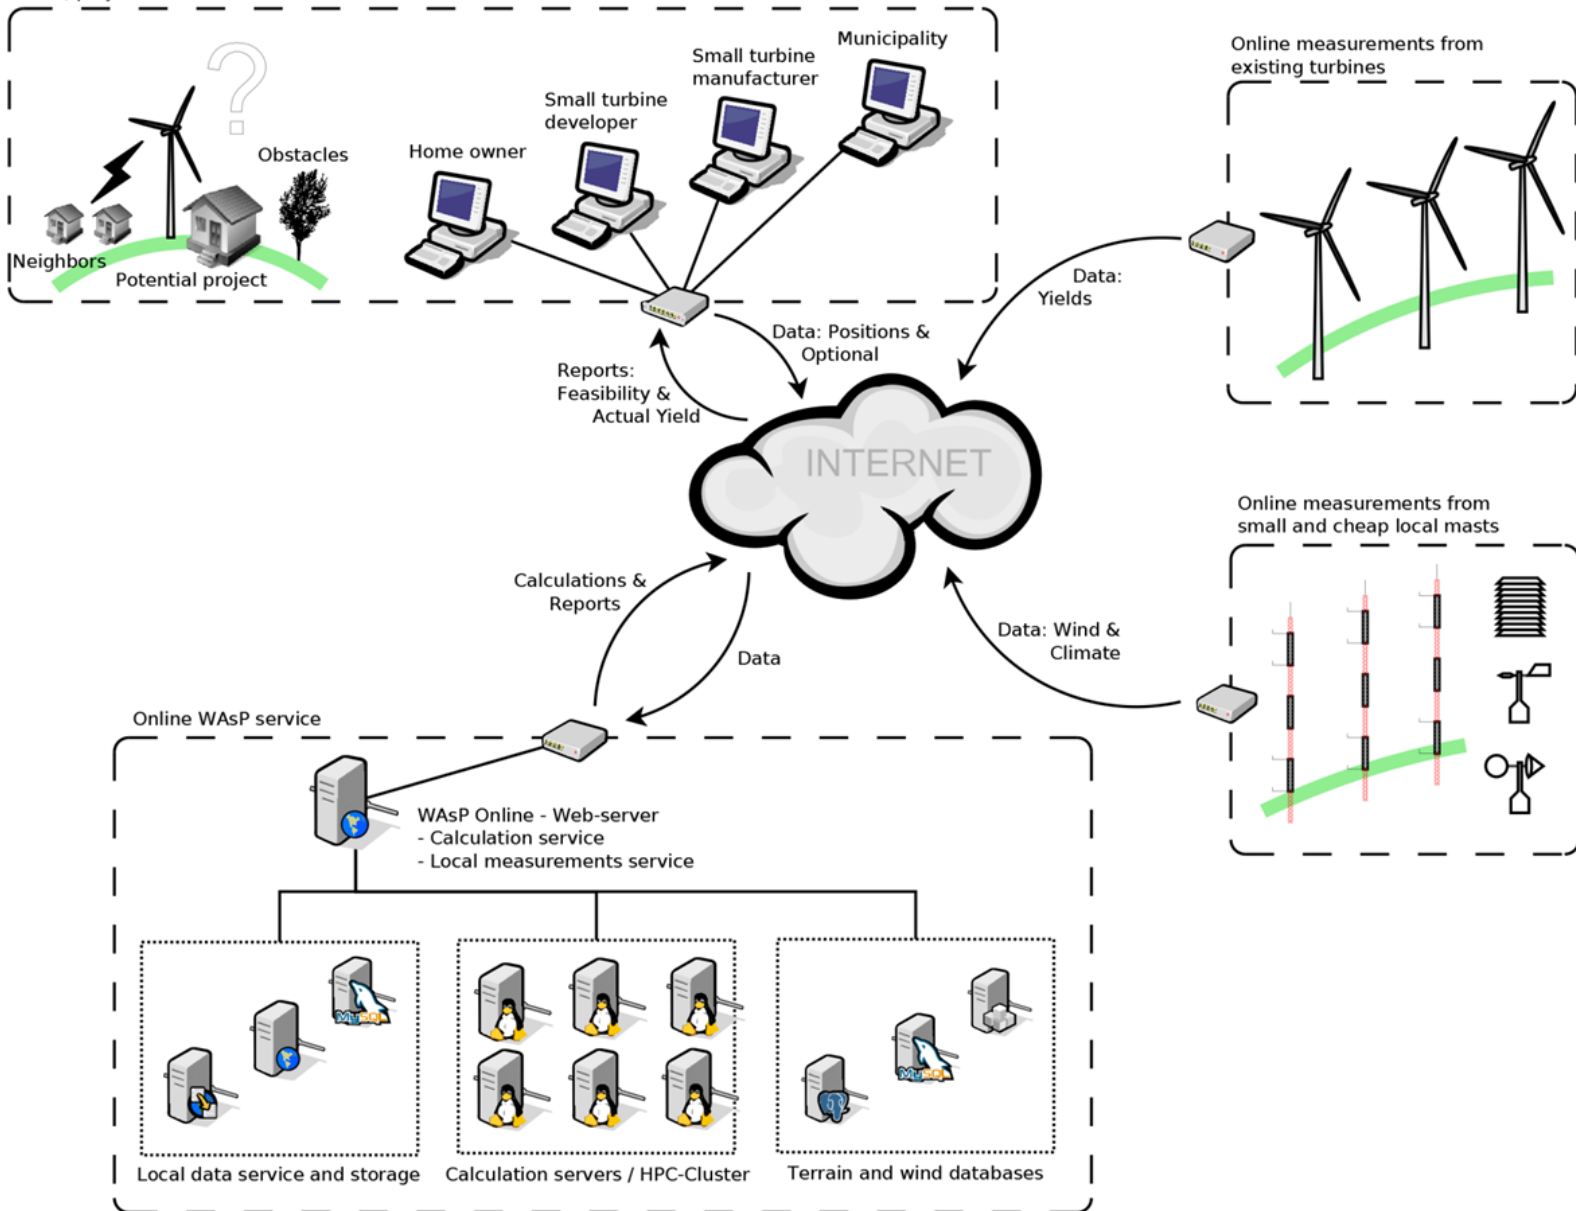 Municipality
Small turbine
manufacturer
Small turbine
developer
Home owner
Obstacles
Neighbors
Potential project
?
Online measurements from
existing turbines
Data:
Yields
Data: Positions &
Optional
Reports:
Feasibility &
Actual Yield
INTERNET
Online measurements from
small and cheap local masts
Calculations &
Reports
Data
Data: Wind &
Climate
Online WAsP service
WAsP Online - Web-server
- Calculation service
- Local measurements service
MySQL
MySQL
Local data service and storage
Calculation servers / HPC-Cluster
Terrain and wind databases